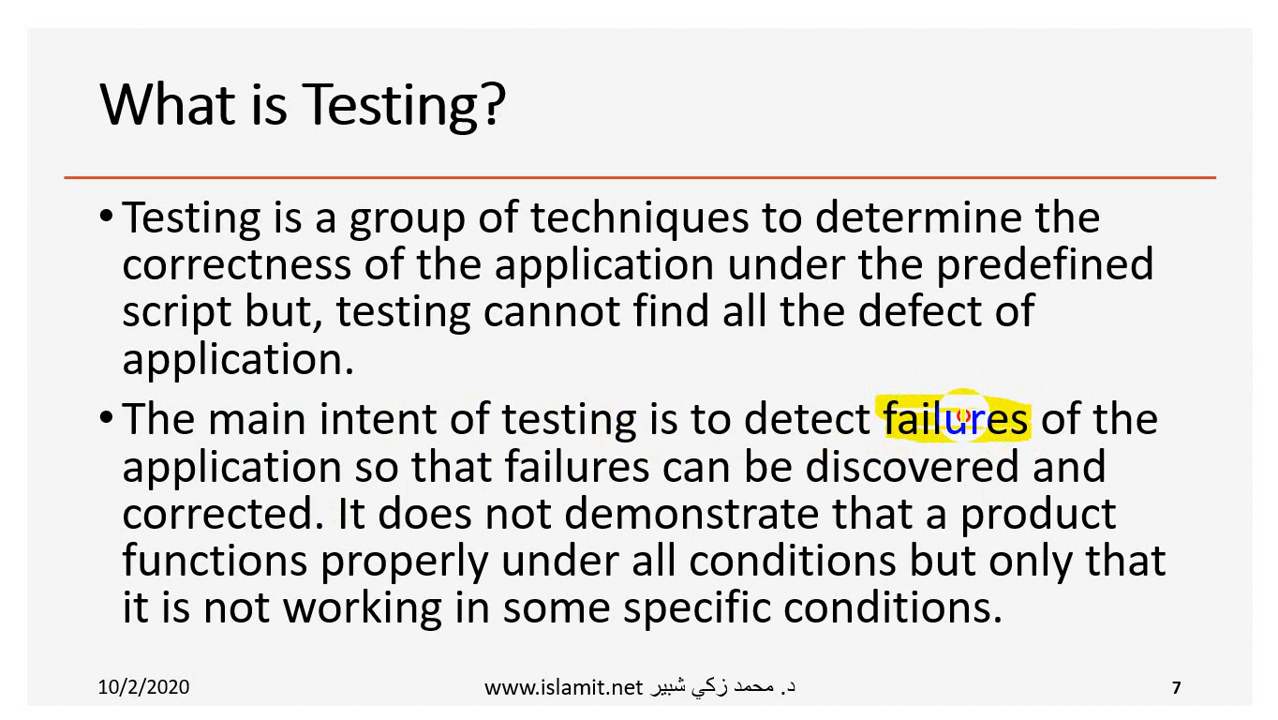 What is Testing?
• Testing is a group of techniques to determine the
correctness of the application under the predefined
script but, testing cannot find all the defect of
application.
• The main intent of testing is to detect failures of the
application so that failures can be discovered and
corrected. It does not demonstrate that a product
functions properly under all conditions but only that
it is not working in some specific conditions.
10/2/2020
www.islamit.net د. محمد زكي شبير
7